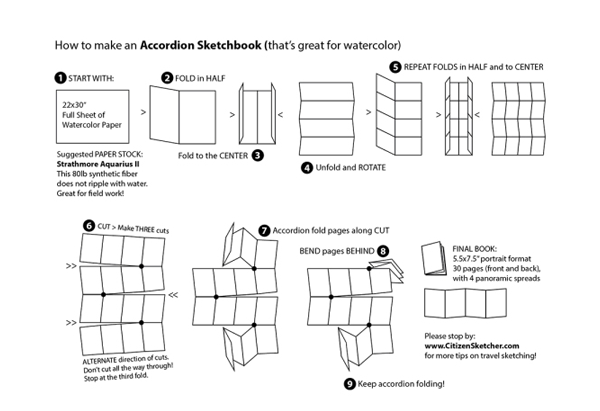 How to make an Accordion Sketchbook (that's great for watercolor)
1 START WITH:
22x30"
Full Sheet of
Watercolor Paper
Suggested PAPER STOCK:
Strathmore Aquarius II
This 80lb synthetic fiber
does not ripple with water.
Great for field work!
2 FOLD in HALF
>
Fold to the CENTER 3
> <
4 Unfold and ROTATE
5 REPEAT FOLDS in HALF and to CENTER
> > <
6 CUT > Make THREE cuts
>>
<<
>>
ALTERNATE direction of cuts.
Don't cut all the way through!
Stop at the third fold.
7 Accordion fold pages along CUT
BEND pages BEHIND 8
9 Keep accordion folding!
FINAL BOOK:
5.5x7.5" portrait format
30 pages (front and back),
with 4 panoramic spreads
Please stop by:
www.CitizenSketcher.com
for more tips on travel sketching!